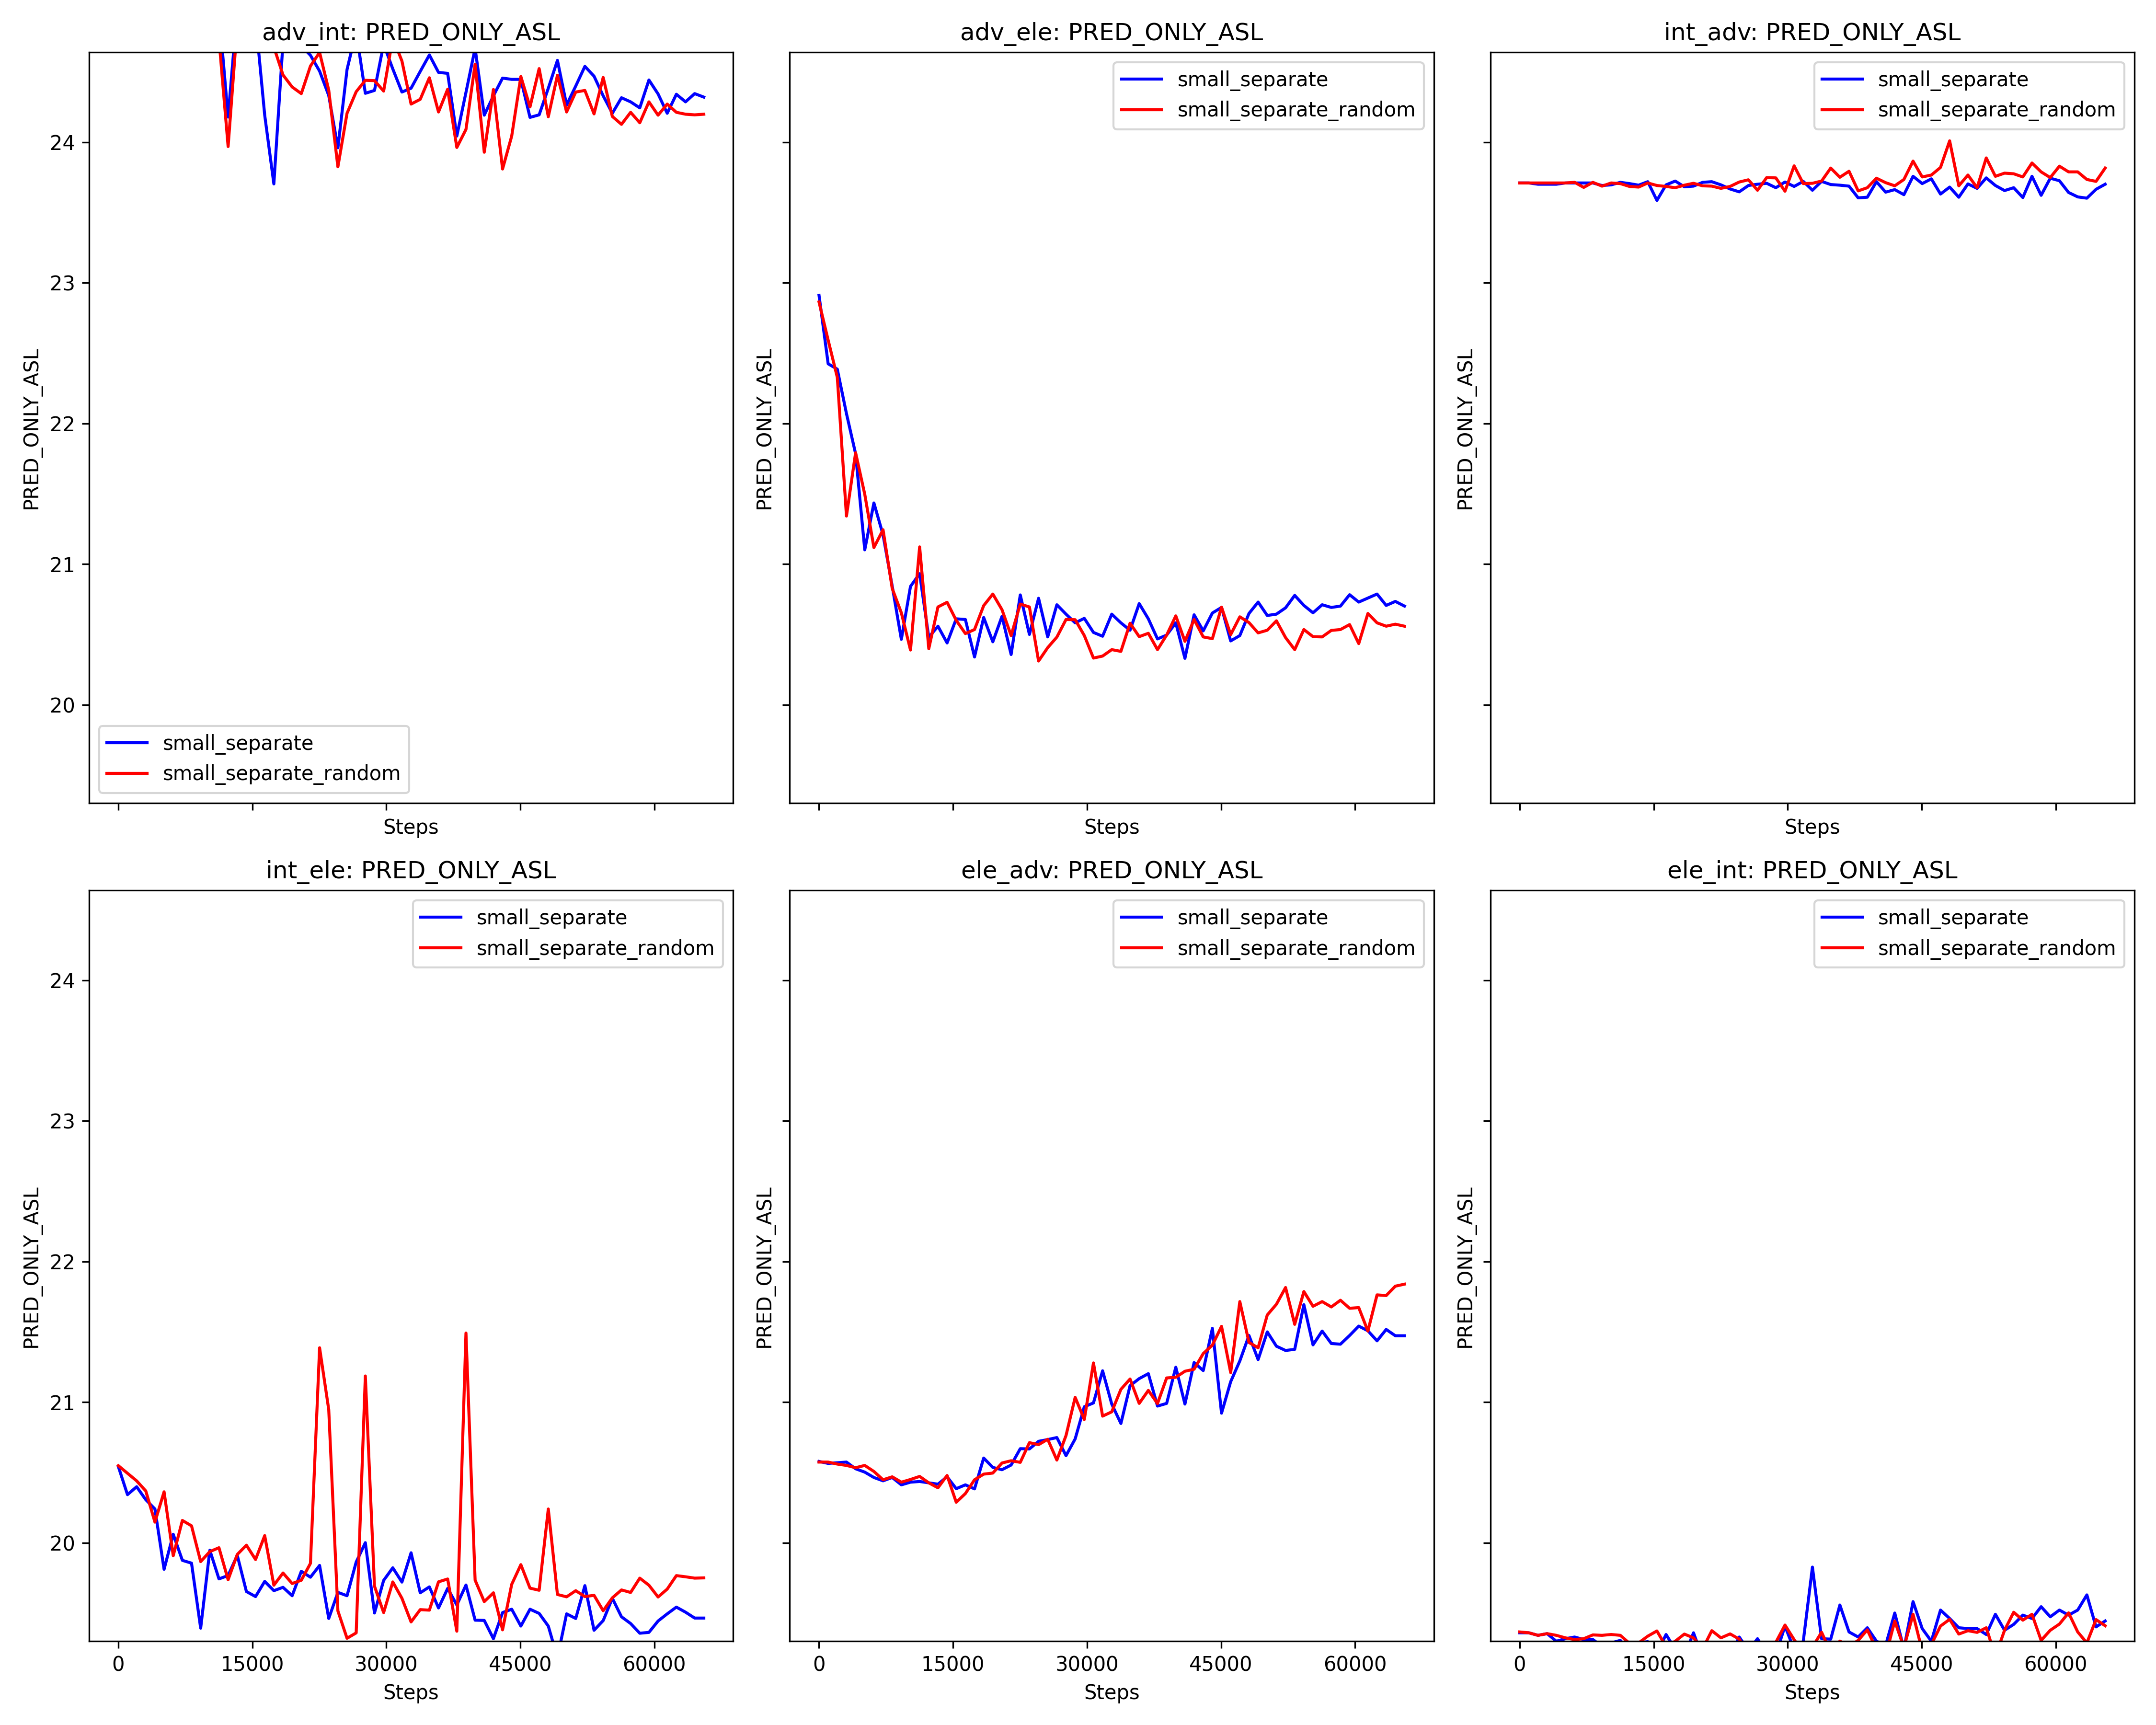 adv_int: PRED_ONLY_ASL
PRED_ONLY_ASL
24
23
22
21
20
small_separate
small_separate_random
Steps
adv_ele: PRED_ONLY_ASL
PRED_ONLY_ASL
small_separate
small_separate_random
Steps
int_adv: PRED_ONLY_ASL
PRED_ONLY_ASL
small_separate
small_separate_random
Steps
int_ele: PRED_ONLY_ASL
PRED_ONLY_ASL
small_separate
small_separate_random
24
23
22
21
20
0 15000 30000 45000 60000
Steps
ele_adv: PRED_ONLY_ASL
PRED_ONLY_ASL
small_separate
small_separate_random
0 15000 30000 45000 60000
Steps
ele_int: PRED_ONLY_ASL
PRED_ONLY_ASL
small_separate
small_separate_random
0 15000 30000 45000 60000
Steps